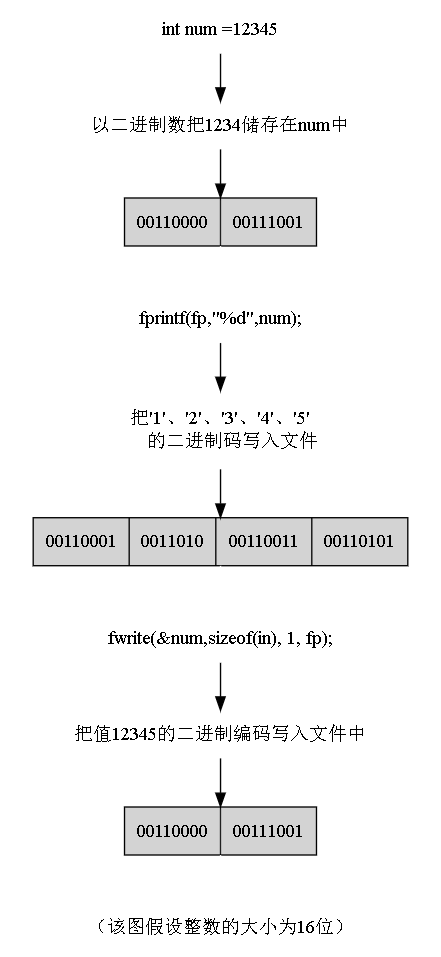 int num =12345
以二进制数把1234储存在num中
00110000 00111001
fprintf(fp,"%d",num);
把'1'、'2'、'3'、'4'、'5'
的二进制码写入文件
00110001 0011010 00110011 00110101
fwrite(&num,sizeof(in), 1, fp);
把值12345的二进制编码写入文件中
00110000 00111001
（该图假设整数的大小为16位）